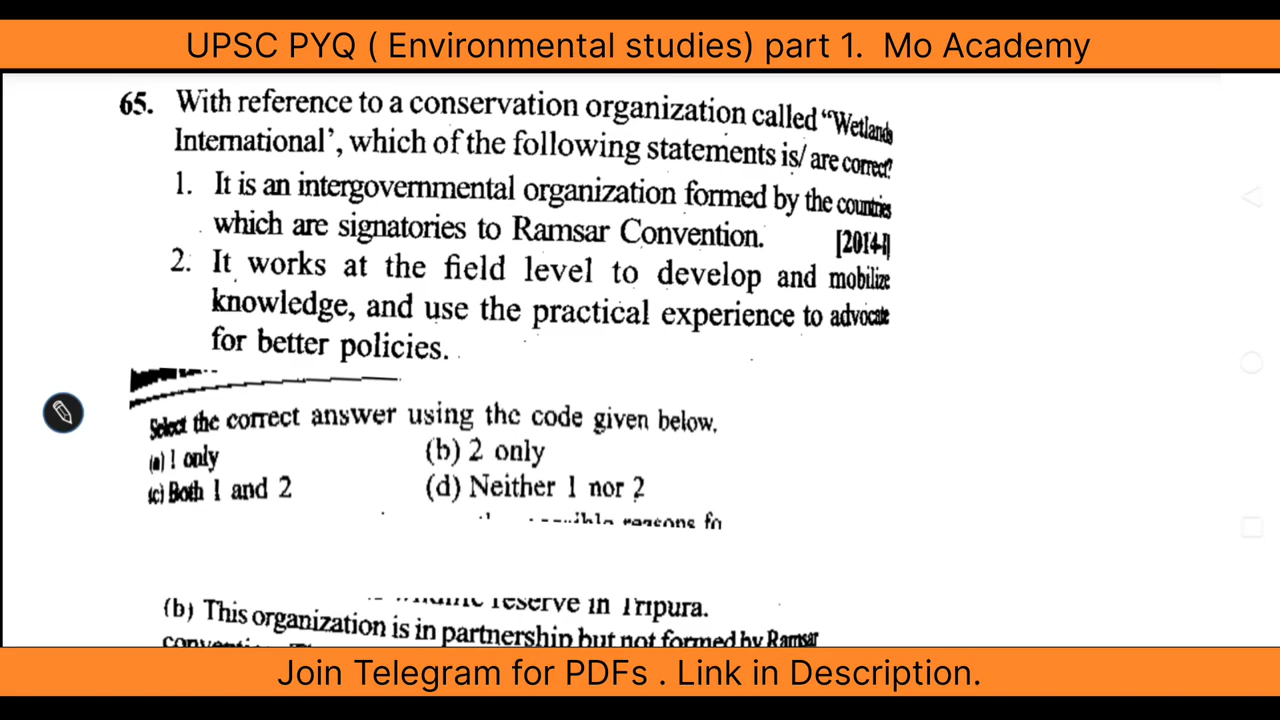 UPSC PYQ ( Environmental studies) part 1. Mo Academy
65. With reference to a conservation organization called “Wetlands
International’, which of the following statements is/ are correct?
1. It is an intergovernmental organization formed by the countries
which are signatories to Ramsar Convention. [2014-I]
2. It works at the field level to develop and mobilize
knowledge, and use the practical experience to advocate
for better policies.
Select the correct answer using the code given below.
(a) 1 only (b) 2 only
(c) Both 1 and 2 (d) Neither 1 nor 2
reasons fo
reserve in Tripura.
(b) This organization is in partnership but not formed by Ramsar
Join Telegram for PDFs . Link in Description.